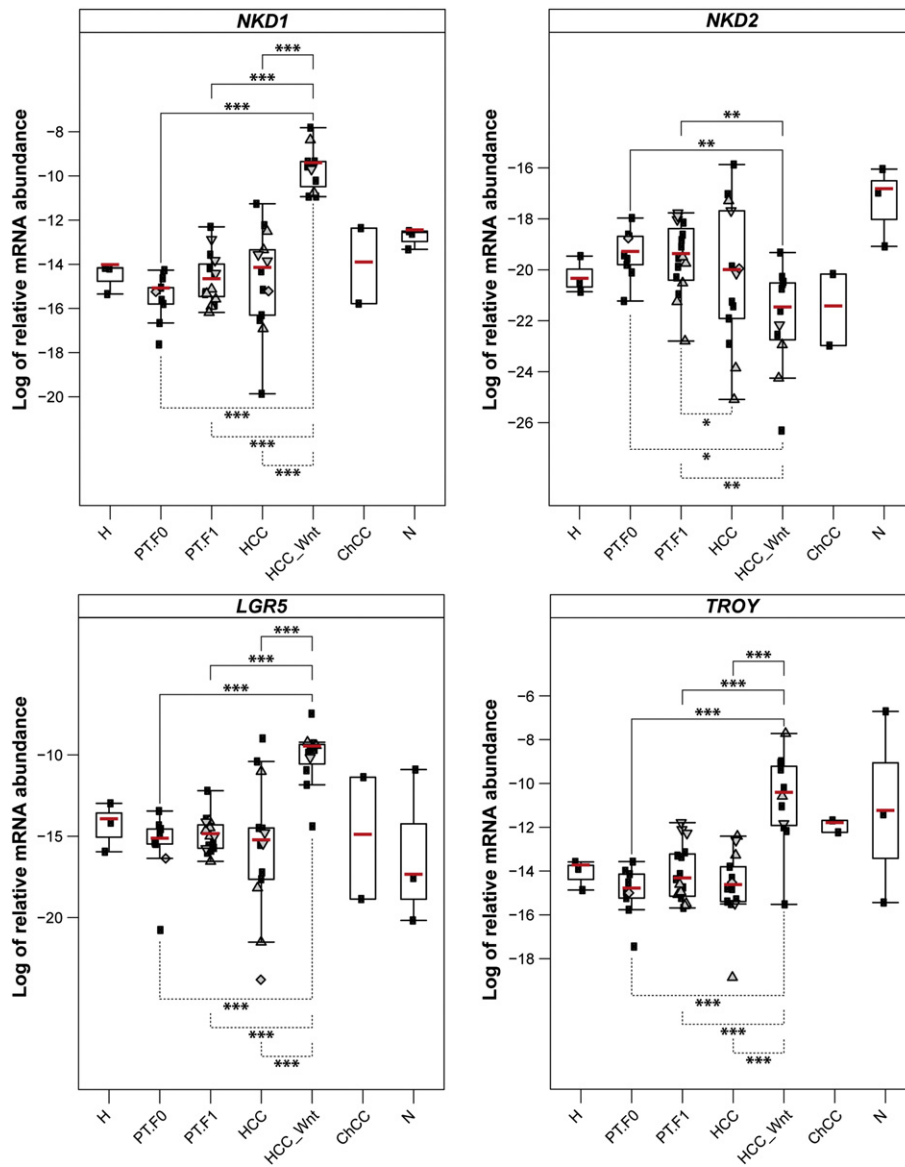 NKD1
***
***
***
Log of relative mRNA abundance
−8
−10
−12
−14
−16
−18
−20
***
***
***
H
PT.F0
PT.F1
HCC
HCC_Wnt
ChCC
N
NKD2
**
**
Log of relative mRNA abundance
−16
−18
−20
−22
−24
−26
*
*
**
H
PT.F0
PT.F1
HCC
HCC_Wnt
ChCC
N
LGR5
***
***
***
Log of relative mRNA abundance
−10
−15
−20
***
***
***
H
PT.F0
PT.F1
HCC
HCC_Wnt
ChCC
N
TROY
***
***
***
Log of relative mRNA abundance
−6
−8
−10
−12
−14
−16
−18
***
***
***
H
PT.F0
PT.F1
HCC
HCC_Wnt
ChCC
N